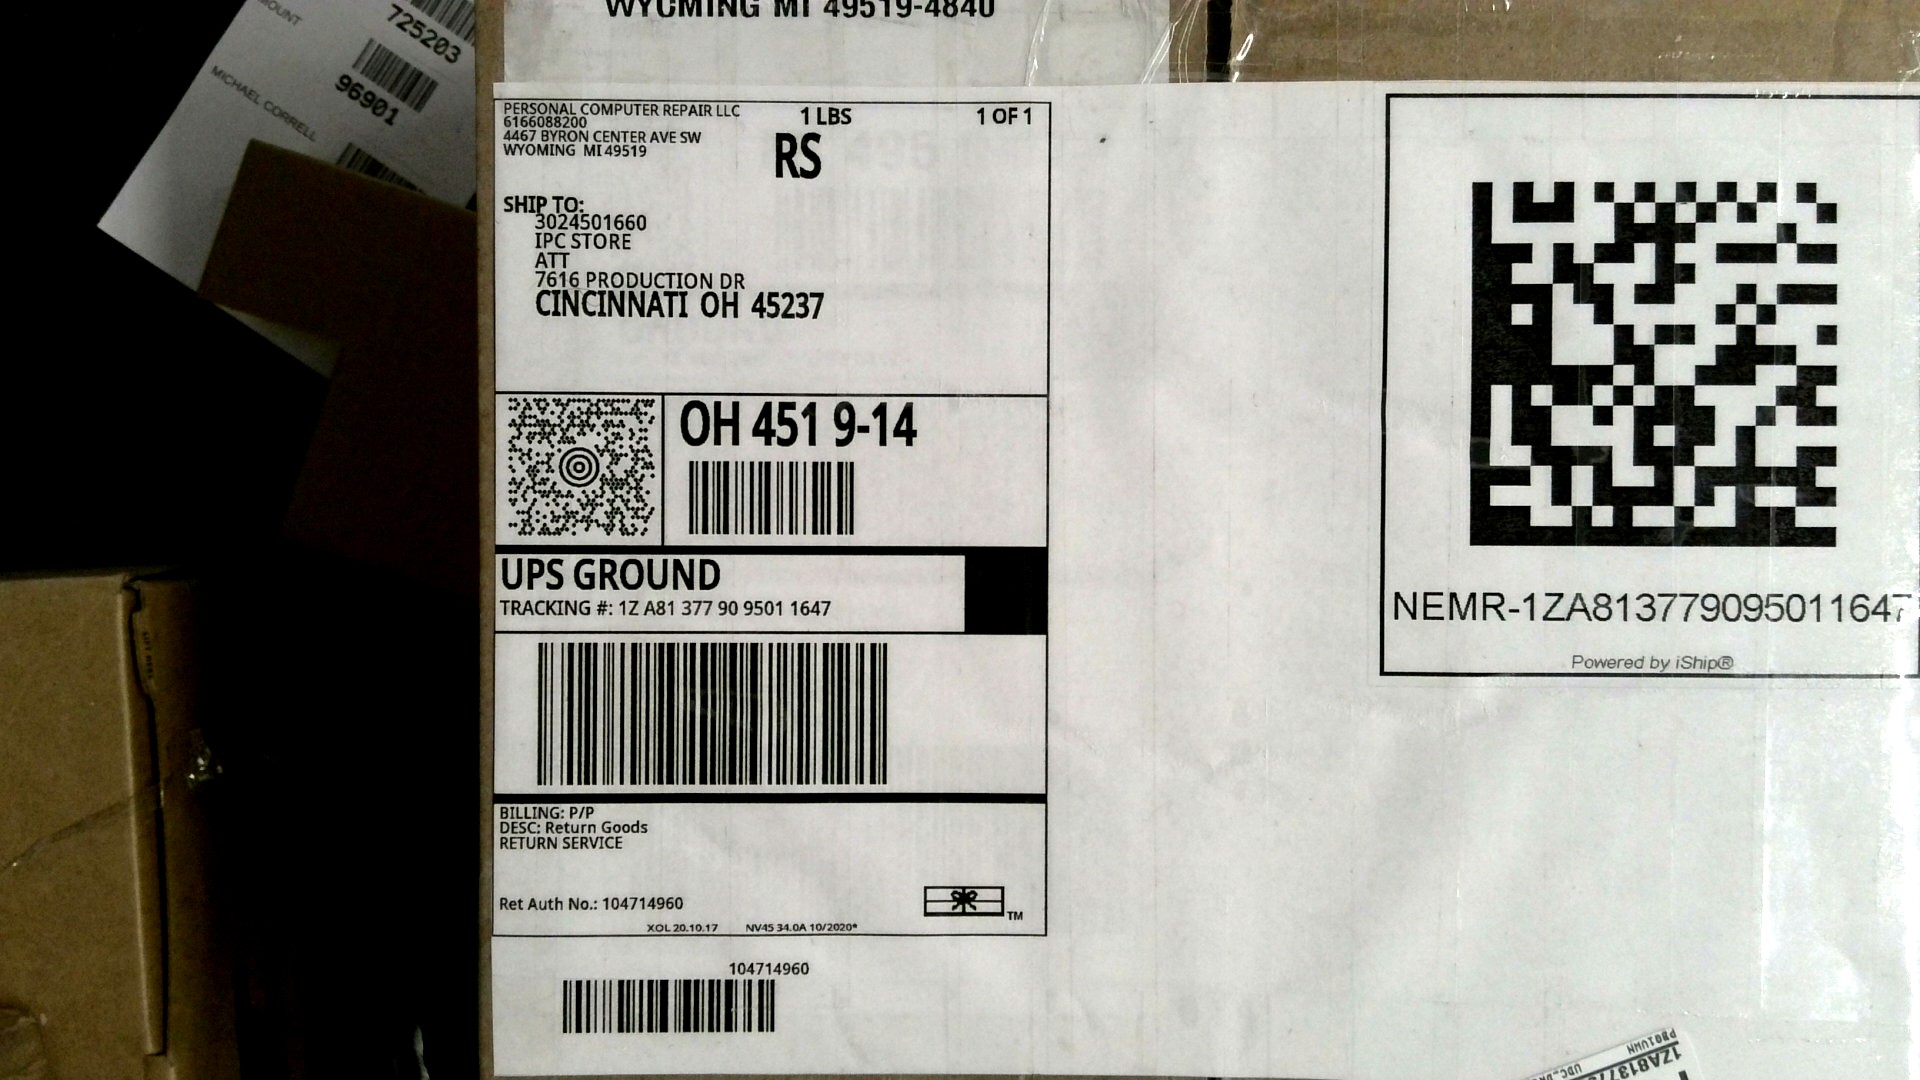 WYOMING MI 49519-4840
OUNT
725203
96901
MICHAEL CORRELL
PERSONAL COMPUTER REPAIR LLC
6166088200
4467 BYRON CENTER AVE SW
WYOMING MI 49519
1 LBS
1 OF 1
RS
SHIP TO:
3024501660
IPC STORE
ATT
7616 PRODUCTION DR
CINCINNATI OH 45237
OH 451 9-14
UPS GROUND
TRACKING #: 1Z A81 377 90 9501 1647
BILLING: P/P
DESC: Return Goods
RETURN SERVICE
Ret Auth No.: 104714960
TM
XOL 20.10.17 NV45 34.0A 10/2020*
104714960
NEMR-1ZA813779095011647
Powered by iShip®